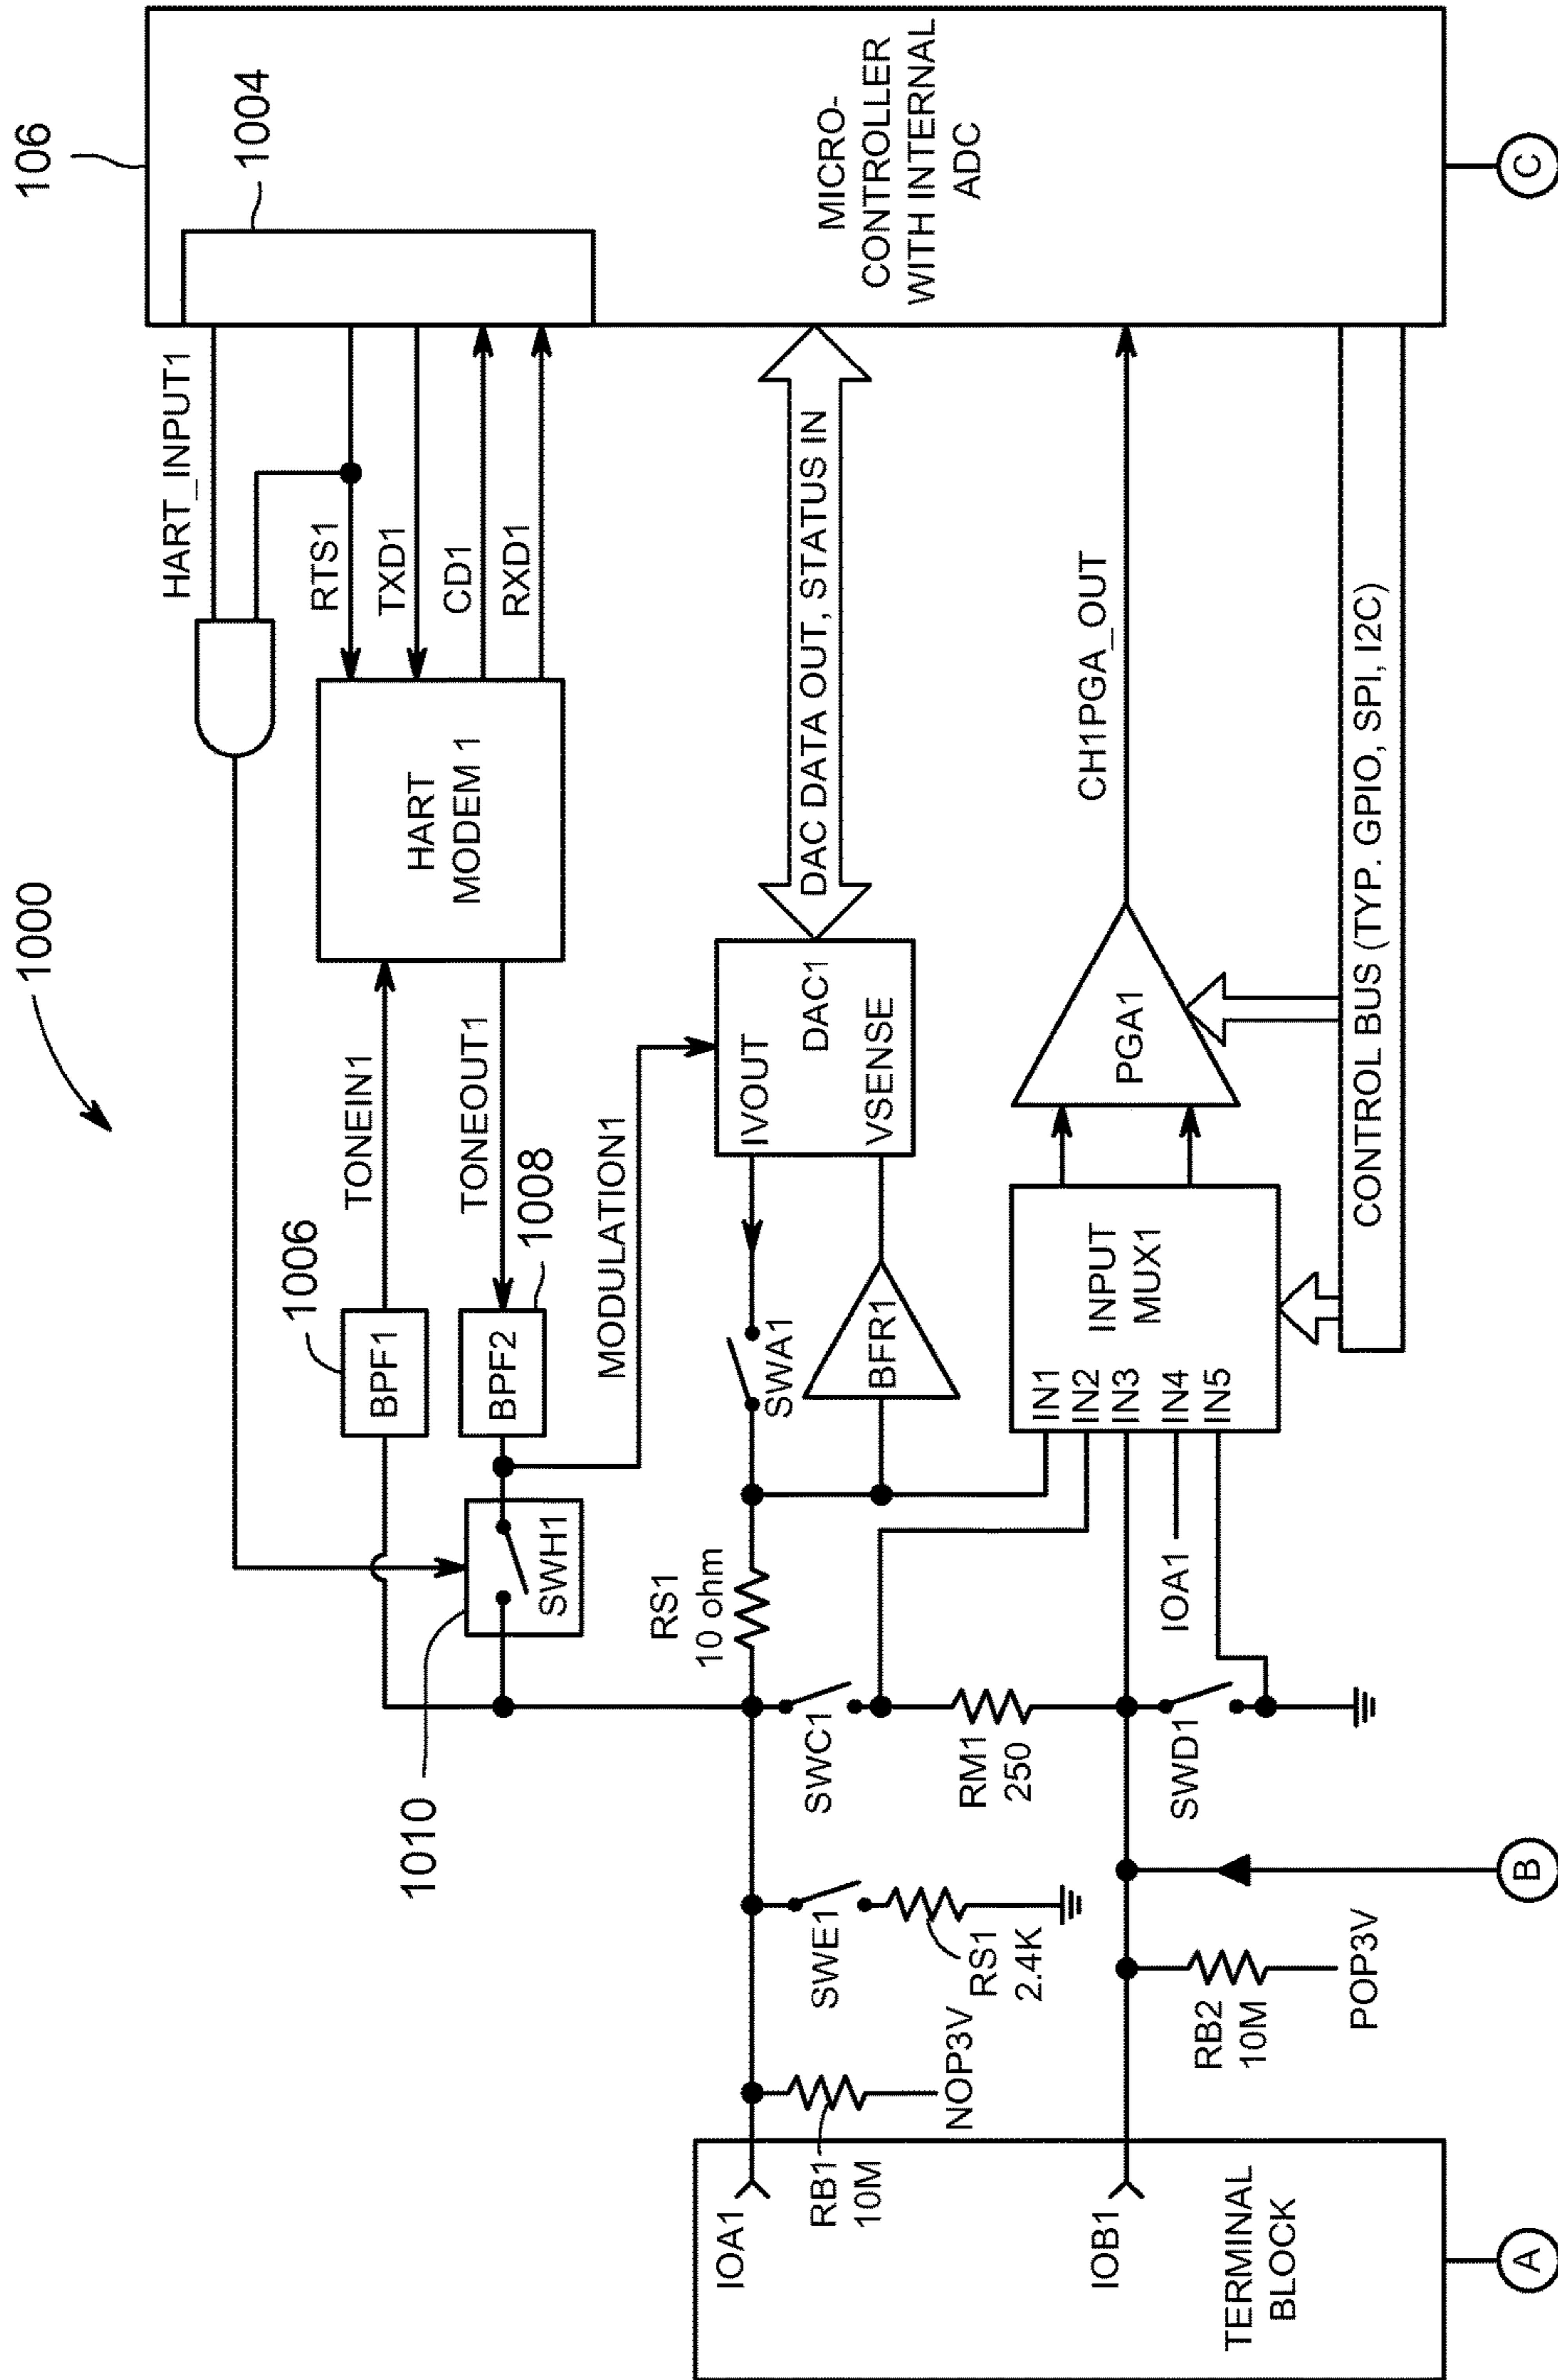 1000
106
1004
HART_INPUT1
RTS1
TXD1
CD1
RXD1
HART
MODEM 1
TONEIN1
TONEOUT1
1006
BPF1
1008
BPF2
1010
SWH1
MODULATION1
MICRO-
CONTROLLER
WITH INTERNAL
ADC
DAC DATA OUT, STATUS IN
IVOUT
DAC1
VSENSE
SWA1
BFR1
RS1
10 ohm
CH1PGA_OUT
PGA1
INPUT
MUX1
IN1
IN2
IN3
IN4
IN5
IOA1
CONTROL BUS (TYP. GPIO, SPI, I2C)
SWC1
RM1
250
SWD1
SWE1
RS1
2.4K
NOP3V
RB1
10M
RB2
10M
POP3V
IOA1
IOB1
TERMINAL
BLOCK
A
B
C